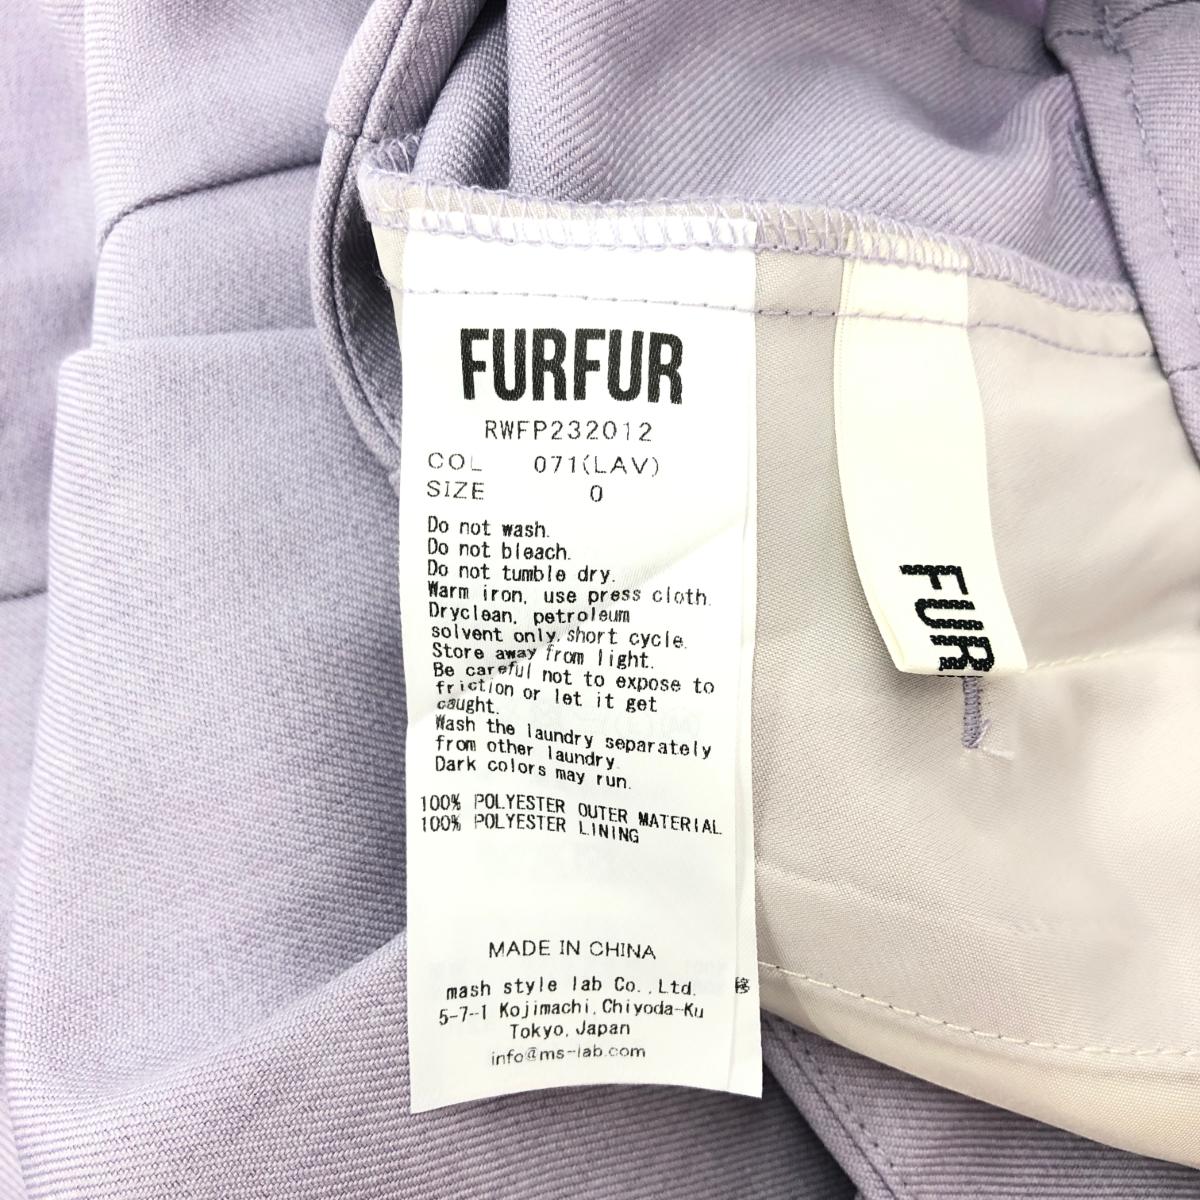 FURFUR
RWFP232012
COL 071(LAV)
SIZE 0
Do not wash.
Do not bleach.
Do not tumble dry.
Warm iron, use press cloth.
Dryclean, petroleum
solvent only, short cycle.
Store away from light.
Be careful not to expose to
friction or let it get
caught.
Wash the laundry separately
from other laundry.
Dark colors may run.
100% POLYESTER OUTER MATERIAL
100% POLYESTER LINING
MADE IN CHINA
mash style lab Co.,Ltd. 移
5-7-1 Kojimachi, Chiyoda-Ku
Tokyo, Japan
info@ms-lab.com
FUR